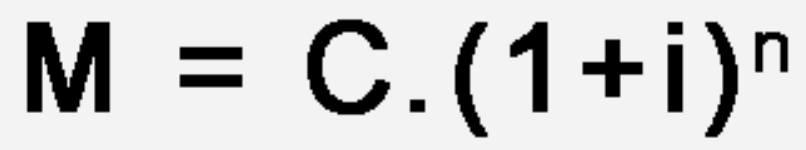 M = C.(1+i)ⁿ